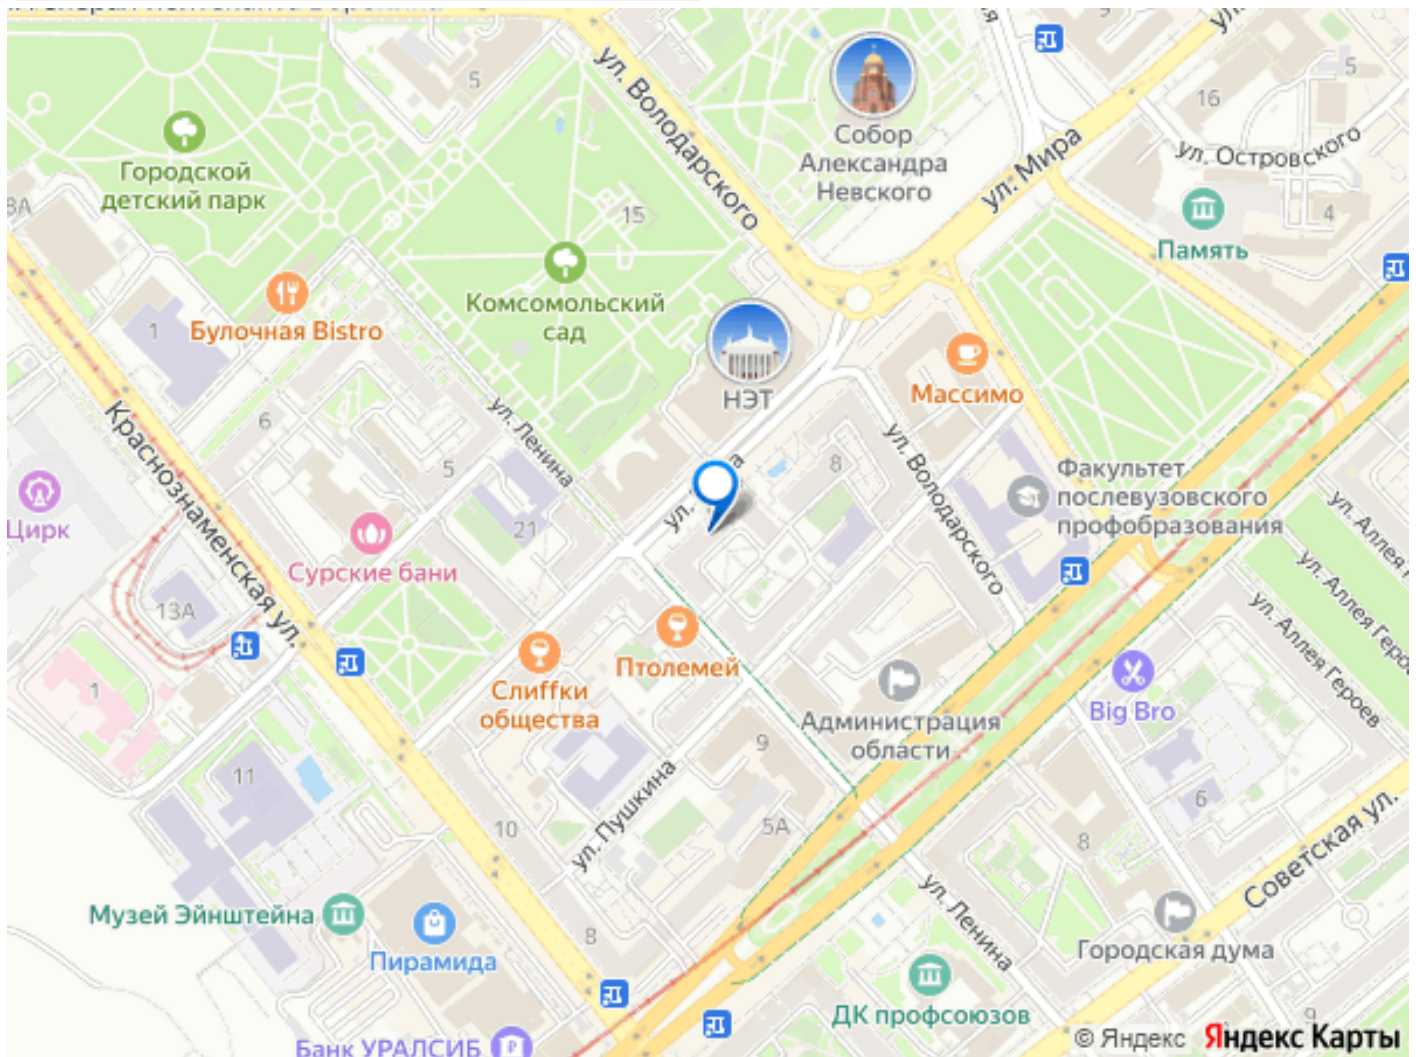 ул. Володарского
5
16
5
Собор
Александра
Невского
ул. Мира
ул. Островского
Городской
детский парк
15
4
Память
Комсомольский
сад
Булочная Bistro
1
НЭТ
Массимо
6
5
ул. Ленина
8
ул. Володарского
Факультет
послевузовского
профобразования
Краснознаменская ул.
Цирк
21
Сурские бани
13А
ул. Аллея Героев
ул. Аллея Героев
Птолемей
Слиffки
общества
1
Администрация
области
Big Bro
9
11
ул. Пушкина
10
5А
6
8
Советская ул.
ул. Ленина
Музей Эйнштейна
Пирамида
8
Городская дума
ДК профсоюзов
Банк УРАЛСИБ
© Яндекс Яндекс Карты